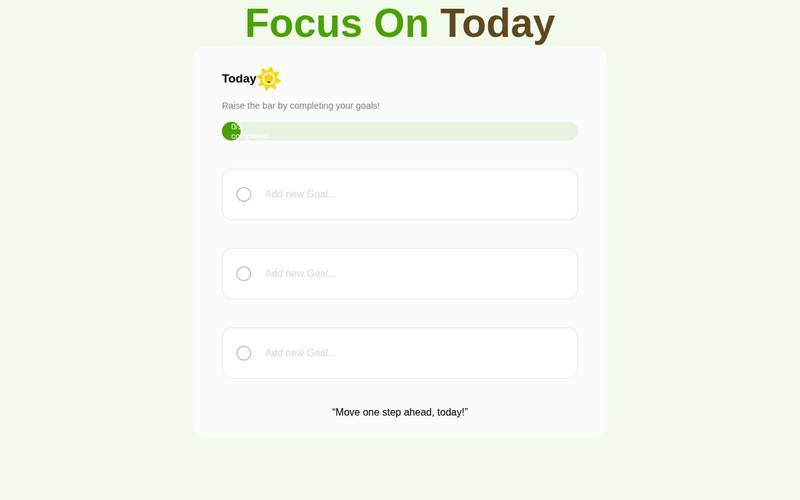 Focus On Today
Today
Raise the bar by completing your goals!
Add new Goal...
Add new Goal...
Add new Goal...
“Move one step ahead, today!”